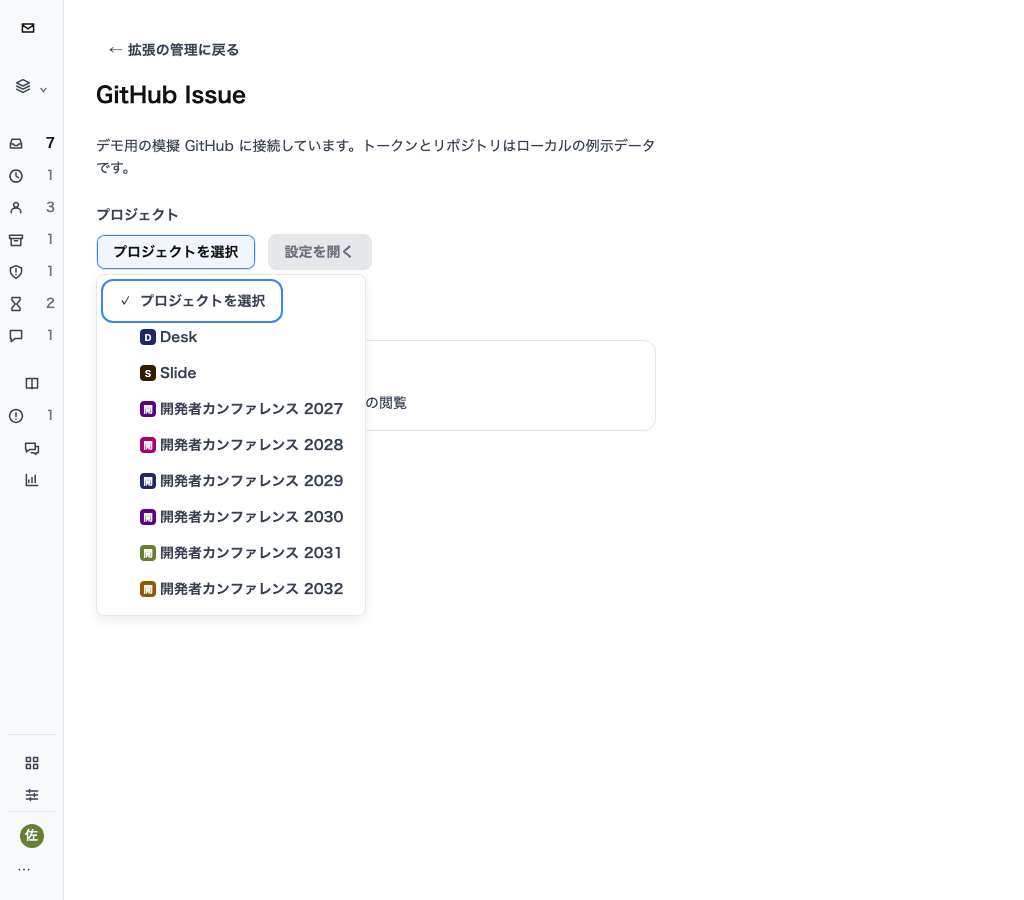 ← 拡張の管理に戻る
GitHub Issue
デモ用の模擬 GitHub に接続しています。トークンとリポジトリはローカルの例示データ
です。
プロジェクト
プロジェクトを選択
設定を開く
✓ プロジェクトを選択
D Desk
S Slide
開 開発者カンファレンス 2027
開 開発者カンファレンス 2028
開 開発者カンファレンス 2029
開 開発者カンファレンス 2030
開 開発者カンファレンス 2031
開 開発者カンファレンス 2032
の閲覧
7
1
3
1
1
2
1
1
佐
…